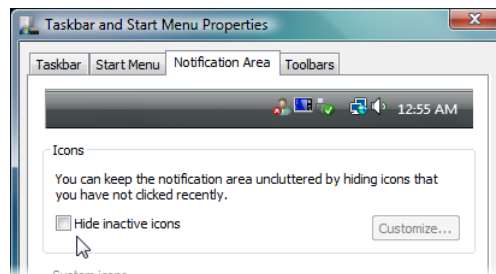 Taskbar and Start Menu Properties
Taskbar Start Menu Notification Area Toolbars
12:55 AM
Icons
You can keep the notification area uncluttered by hiding icons that
you have not clicked recently.
Hide inactive icons
Customize...
System icons